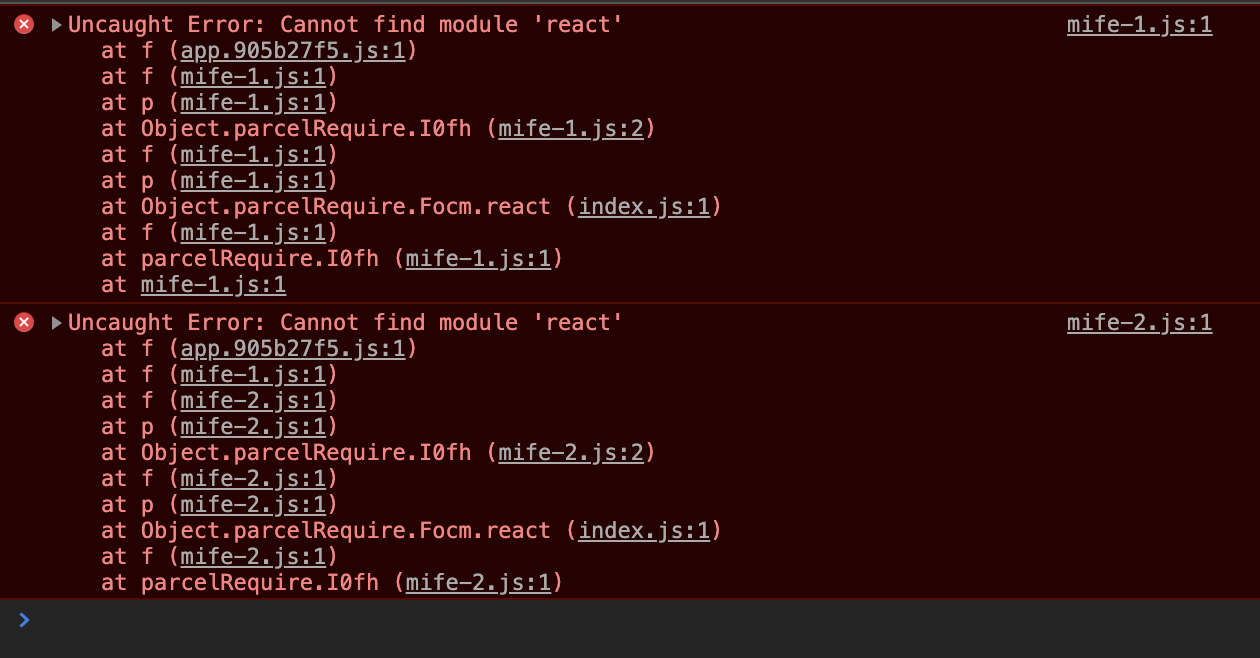 Uncaught Error: Cannot find module 'react' mife-1.js:1
at f (app.905b27f5.js:1)
at f (mife-1.js:1)
at p (mife-1.js:1)
at Object.parcelRequire.I0fh (mife-1.js:2)
at f (mife-1.js:1)
at p (mife-1.js:1)
at Object.parcelRequire.Focm.react (index.js:1)
at f (mife-1.js:1)
at parcelRequire.I0fh (mife-1.js:1)
at mife-1.js:1
Uncaught Error: Cannot find module 'react' mife-2.js:1
at f (app.905b27f5.js:1)
at f (mife-1.js:1)
at f (mife-2.js:1)
at p (mife-2.js:1)
at Object.parcelRequire.I0fh (mife-2.js:2)
at f (mife-2.js:1)
at p (mife-2.js:1)
at Object.parcelRequire.Focm.react (index.js:1)
at f (mife-2.js:1)
at parcelRequire.I0fh (mife-2.js:1)